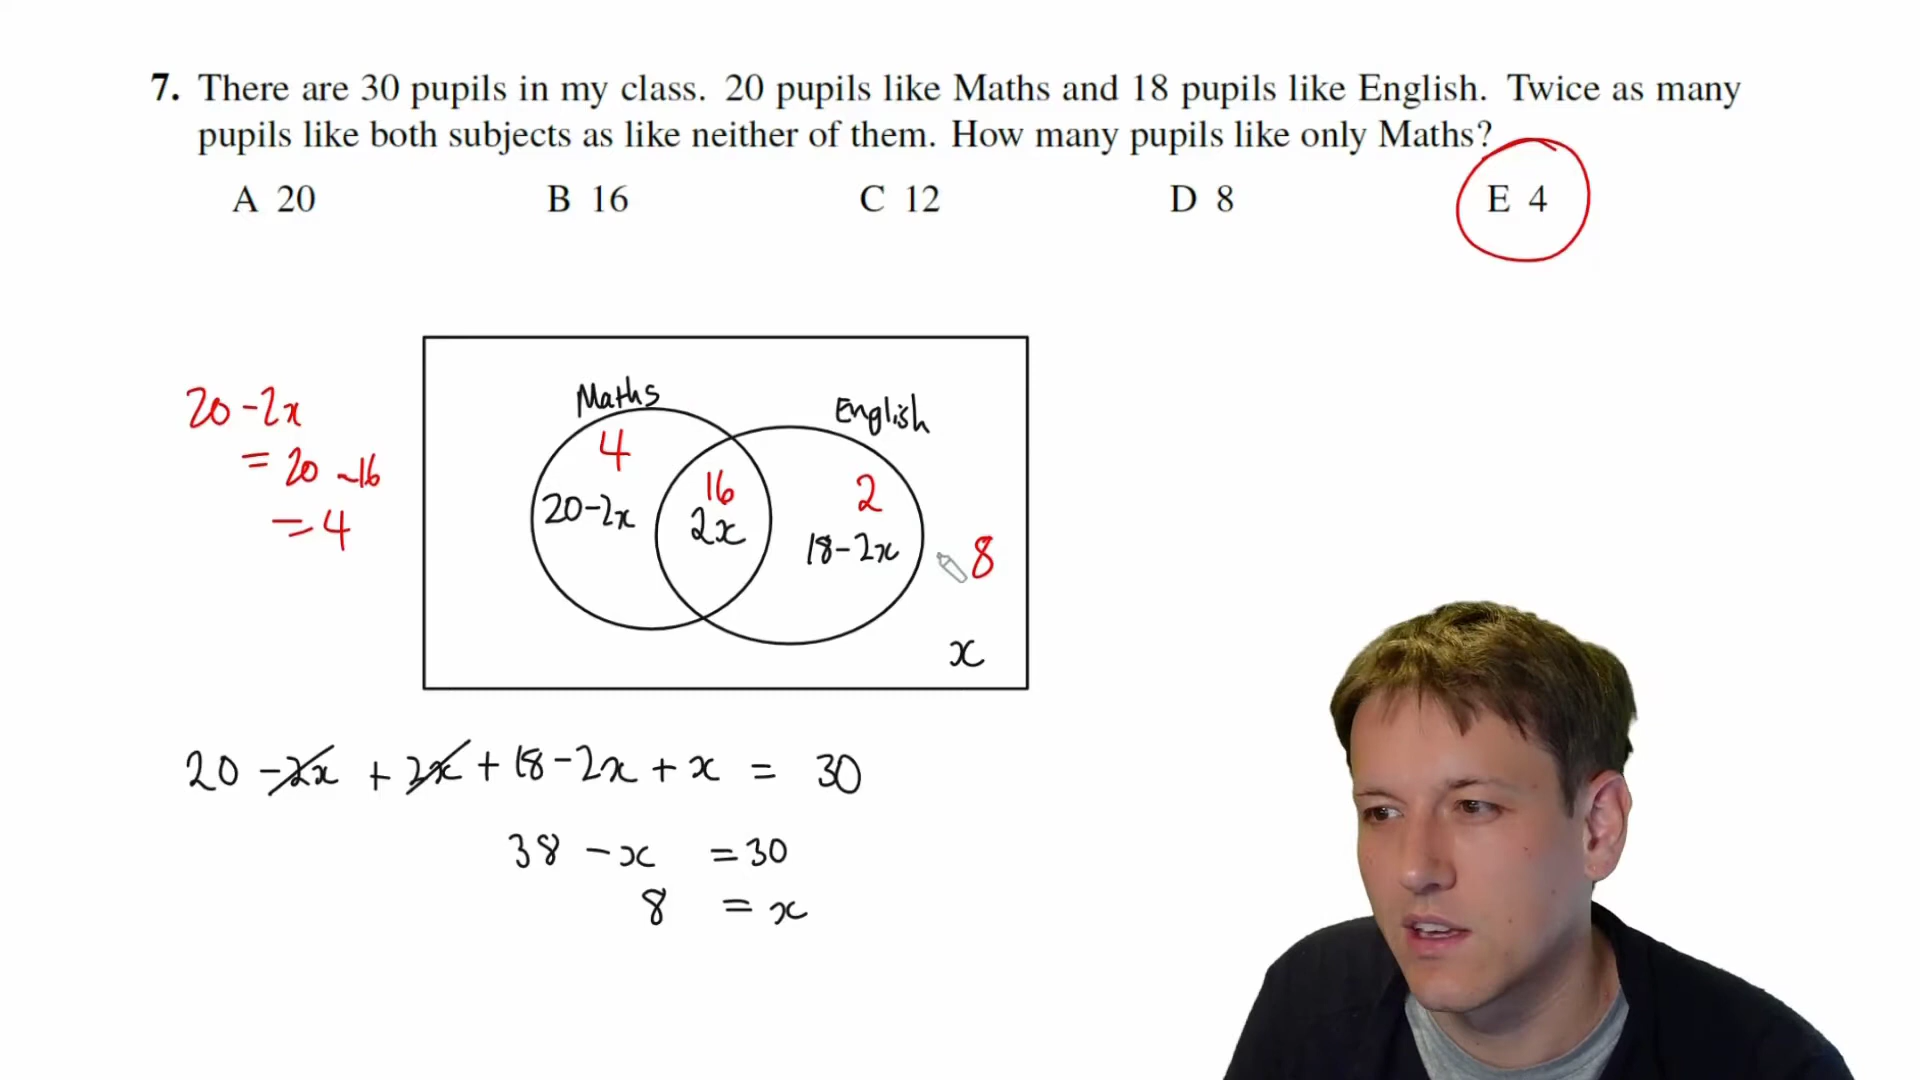 7. There are 30 pupils in my class. 20 pupils like Maths and 18 pupils like English. Twice as many
pupils like both subjects as like neither of them. How many pupils like only Maths?
A 20 B 16 C 12 D 8 E 4
20-2x
= 20 -16
= 4
Maths
English
4
16
2
20-2x
2x
18-2x
8
x
20 -2x + 2x + 18-2x + x = 30
38 - x = 30
8 = x